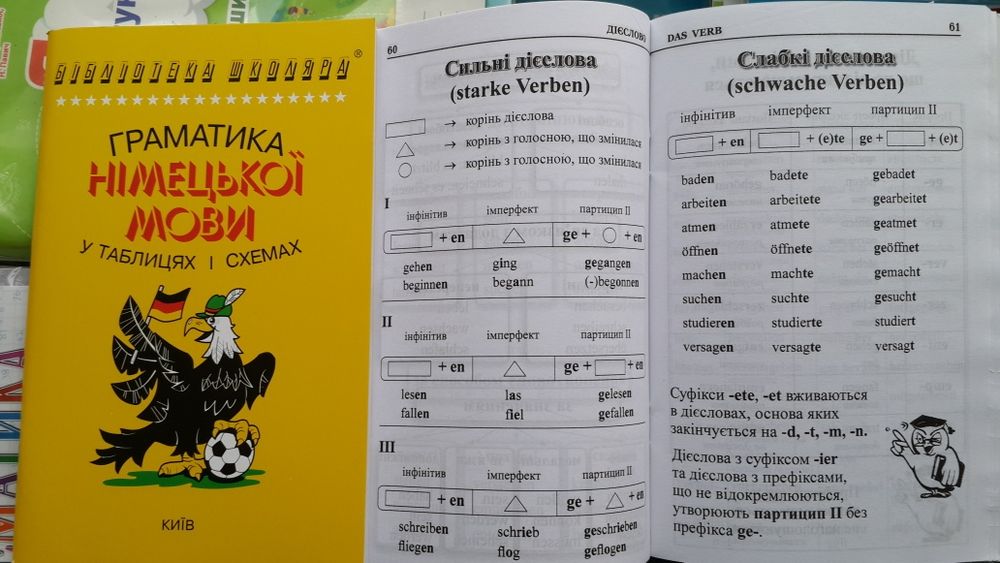 БІБЛІОТЕКА ШКОЛЯРА®
ГРАМАТИКА
НІМЕЦЬКОЇ
МОВИ
У ТАБЛИЦЯХ І СХЕМАХ
КИЇВ
60 ДІЄСЛОВО
Сильні дієслова
(starke Verben)
→ корінь дієслова
→ корінь з голосною, що змінилася
→ корінь з голосною, що змінилася
I
інфінітив імперфект партицип II
+ en ge + + en
gehen ging gegangen
beginnen begann (-)begonnen
II
інфінітив імперфект партицип II
+ en ge + + en
lesen las gelesen
fallen fiel gefallen
III
інфінітив імперфект партицип II
+ en ge + + en
schreiben schrieb geschrieben
fliegen flog geflogen
DAS VERB 61
Слабкі дієслова
(schwache Verben)
інфінітив імперфект партицип II
+ en + (e)te ge + + (e)t
baden badete gebadet
arbeiten arbeitete gearbeitet
atmen atmete geatmet
öffnen öffnete geöffnet
machen machte gemacht
suchen suchte gesucht
studieren studierte studiert
versagen versagte versagt
Суфікси -ete, -et вживаються
в дієсловах, основа яких
закінчується на -d, -t, -m, -n.
Дієслова з суфіксом -ier
та дієслова з префіксами,
що не відокремлюються,
утворюють партицип II без
префікса ge-.